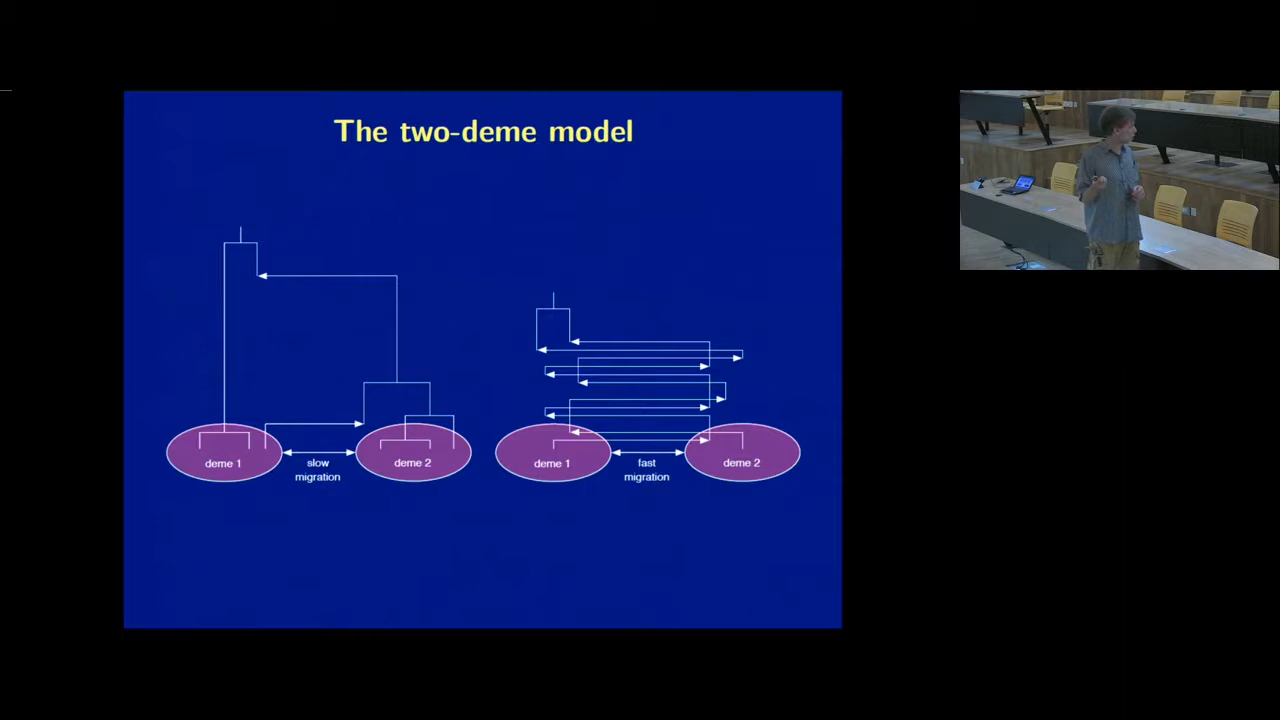 The two-deme model
deme 1
slow
migration
deme 2
deme 1
fast
migration
deme 2